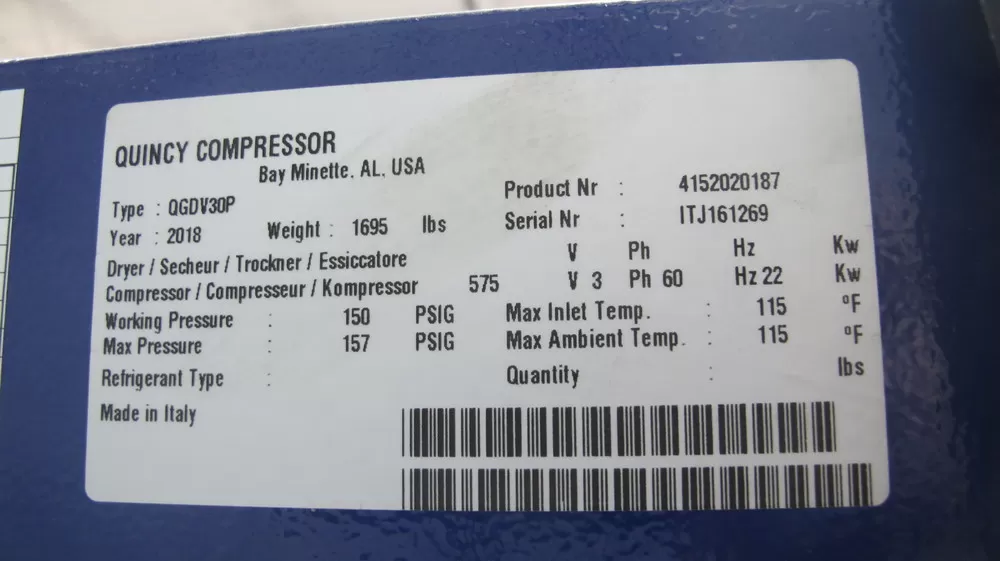 QUINCY COMPRESSOR
Bay Minette, AL, USA
Type : QGDV30P
Product Nr : 4152020187
Year : 2018 Weight : 1695 lbs
Serial Nr : ITJ161269
Dryer / Secheur / Trockner / Essiccatore V Ph Hz Kw
Compressor / Compresseur / Kompressor 575 V 3 Ph 60 Hz 22 Kw
Working Pressure : 150 PSIG
Max Inlet Temp. : 115 °F
Max Pressure : 157 PSIG
Max Ambient Temp. : 115 °F
Refrigerant Type :
Quantity : lbs
Made in Italy